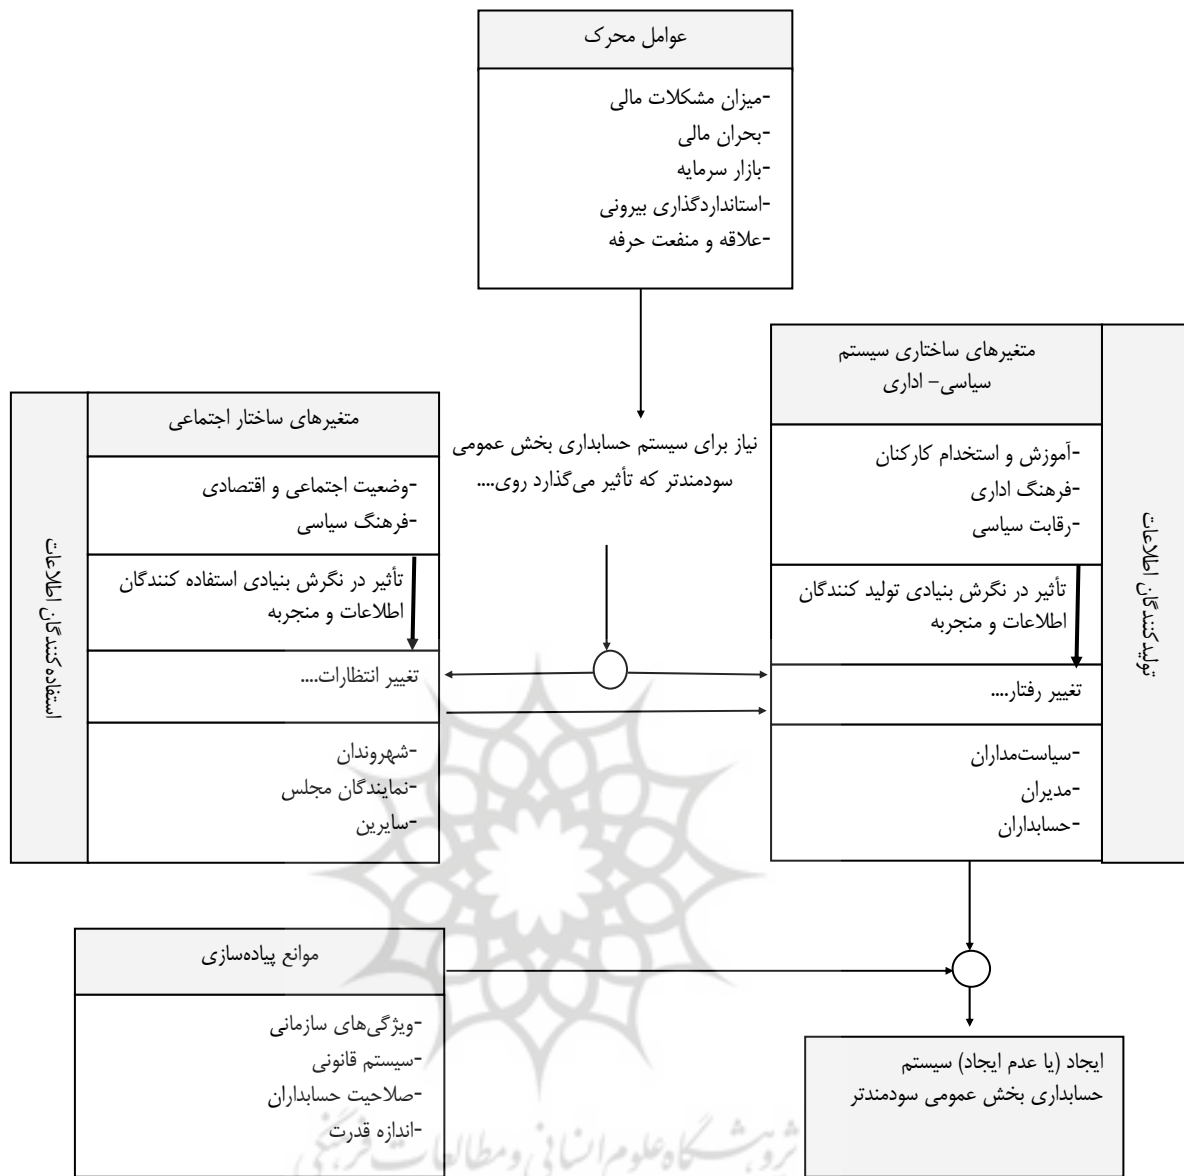 عوامل محرک
-میزان مشکلات مالی
-بحران مالی
-بازار سرمایه
-استانداردگذاری بیرونی
-علاقه و منفعت حرفه
متغیرهای ساختاری سیستم
سیاسی– اداری
-آموزش و استخدام کارکنان
-فرهنگ اداری
-رقابت سیاسی
تأثیر در نگرش بنیادی تولید کنندگان
اطلاعات و منجربه
تغییر رفتار....
-سیاست‌مداران
-مدیران
-حسابداران
تولیدکنندگان اطلاعات
نیاز برای سیستم حسابداری بخش عمومی
سودمندتر که تأثیر می‌گذارد روی....
متغیرهای ساختار اجتماعی
-وضعیت اجتماعی و اقتصادی
-فرهنگ سیاسی
تأثیر در نگرش بنیادی استفاده کنندگان
اطلاعات و منجربه
تغییر انتظارات....
-شهروندان
-نمایندگان مجلس
-سایرین
استفاده‌کنندگان اطلاعات
موانع پیاده‌سازی
-ویژگی‌های سازمانی
-سیستم قانونی
-صلاحیت حسابداران
-اندازه قدرت
ایجاد (یا عدم ایجاد) سیستم
حسابداری بخش عمومی سودمندتر
پژوهشگاه علوم انسانی و مطالعات فرهنگی